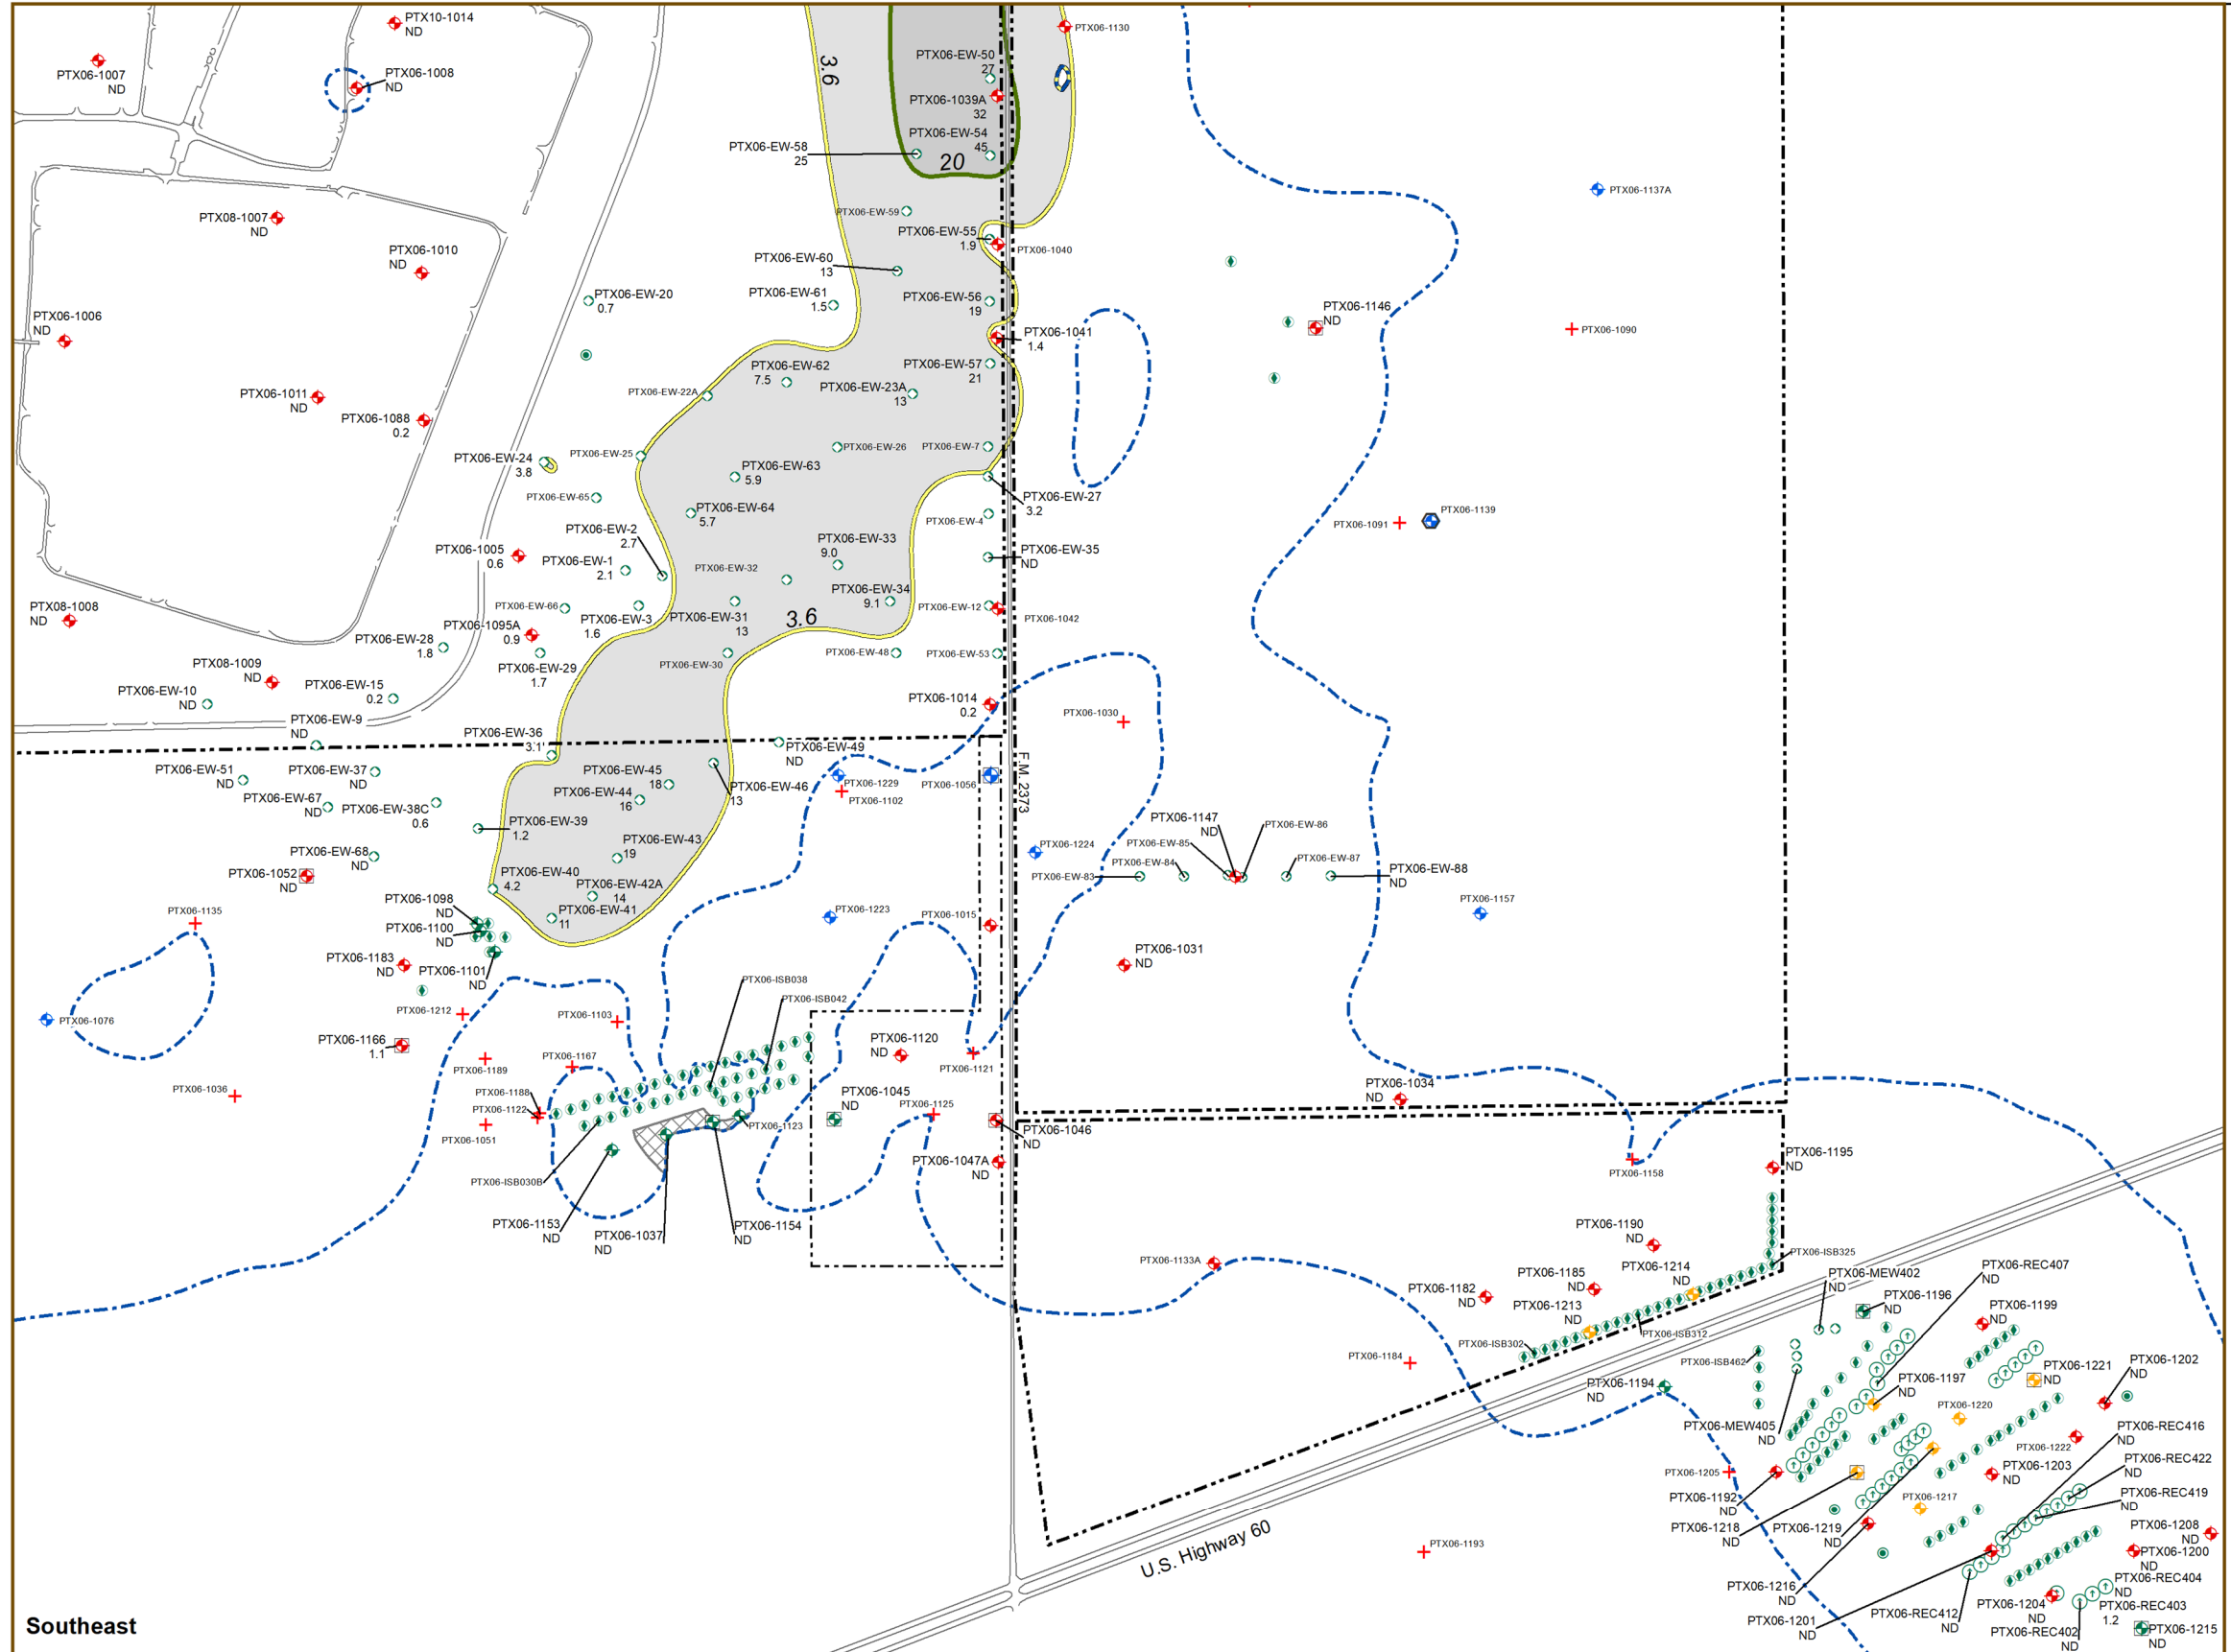 PTX10-1014
ND
PTX06-1007
ND
PTX06-1008
ND
3.6
PTX06-EW-50
27
PTX06-1130
PTX06-1039A
32
PTX06-EW-54
45
PTX06-EW-58
25
20
PTX06-1137A
PTX08-1007
ND
PTX06-EW-59
PTX06-EW-55
1.9
PTX06-1040
PTX06-1010
ND
PTX06-EW-60
13
PTX06-EW-20
0.7
PTX06-EW-61
1.5
PTX06-EW-56
19
PTX06-1146
ND
PTX06-1006
ND
PTX06-1090
PTX06-1041
1.4
PTX06-EW-62
7.5
PTX06-EW-57
21
PTX06-EW-22A
PTX06-EW-23A
13
PTX06-1011
ND
PTX06-1088
0.2
PTX06-EW-24
3.8
PTX06-EW-25
PTX06-EW-26
PTX06-EW-7
PTX06-EW-63
5.9
PTX06-EW-65
PTX06-EW-27
3.2
PTX06-EW-64
5.7
PTX06-EW-4
PTX06-1091
PTX06-1139
PTX06-EW-2
2.7
PTX06-EW-33
9.0
PTX06-1005
0.6
PTX06-EW-1
2.1
PTX06-EW-32
PTX06-EW-35
ND
PTX06-EW-34
9.1
PTX08-1008
ND
PTX06-EW-66
PTX06-EW-3
1.6
PTX06-EW-31
13
3.6
PTX06-EW-12
PTX06-1042
PTX06-1095A
0.9
PTX06-EW-28
1.8
PTX06-EW-29
1.7
PTX06-EW-30
PTX06-EW-48
PTX06-EW-53
PTX08-1009
ND
PTX06-EW-10
ND
PTX06-EW-15
0.2
PTX06-1014
0.2
PTX06-1030
PTX06-EW-9
ND
PTX06-EW-36
3.1
PTX06-EW-49
ND
F.M. 2373
PTX06-EW-51
ND
PTX06-EW-37
ND
PTX06-EW-45
18
PTX06-EW-46
13
PTX06-1229
PTX06-1056
PTX06-EW-67
ND
PTX06-EW-38C
0.6
PTX06-EW-44
16
PTX06-1102
PTX06-EW-39
1.2
PTX06-1147
ND
PTX06-EW-86
PTX06-EW-43
19
PTX06-1224
PTX06-EW-85
PTX06-EW-68
ND
PTX06-EW-84
PTX06-EW-87
PTX06-1052
ND
PTX06-EW-40
4.2
PTX06-EW-83
PTX06-EW-88
ND
PTX06-EW-42A
14
PTX06-1098
ND
PTX06-1135
PTX06-EW-41
11
PTX06-1223
PTX06-1015
PTX06-1157
PTX06-1100
ND
PTX06-1183
ND
PTX06-1101
ND
PTX06-1031
ND
PTX06-ISB038
PTX06-ISB042
PTX06-1076
PTX06-1212
PTX06-1103
PTX06-1166
1.1
PTX06-1189
PTX06-1167
PTX06-1120
ND
PTX06-1121
PTX06-1036
PTX06-1188
PTX06-1122
PTX06-1045
ND
PTX06-1125
PTX06-1034
ND
PTX06-1051
PTX06-1123
PTX06-1046
ND
PTX06-1047A
ND
PTX06-1158
PTX06-1195
ND
PTX06-ISB030B
PTX06-1153
ND
PTX06-1037
ND
PTX06-1154
ND
PTX06-1133A
PTX06-1190
ND
PTX06-1214
ND
PTX06-ISB325
PTX06-1182
ND
PTX06-1185
ND
PTX06-MEW402
ND
PTX06-REC407
ND
PTX06-1213
ND
PTX06-1196
ND
PTX06-1199
ND
PTX06-ISB302
PTX06-ISB312
PTX06-1184
PTX06-ISB462
PTX06-1194
ND
PTX06-1197
ND
PTX06-1221
ND
PTX06-1202
ND
PTX06-1220
PTX06-MEW405
ND
PTX06-REC416
ND
PTX06-1222
PTX06-1205
PTX06-1203
ND
PTX06-REC422
ND
PTX06-1192
ND
PTX06-1217
PTX06-REC419
ND
PTX06-1218
ND
PTX06-1219
ND
PTX06-1208
ND
U.S. Highway 60
PTX06-1193
PTX06-1200
ND
PTX06-1216
ND
PTX06-REC404
ND
PTX06-1201
ND
PTX06-REC412
ND
PTX06-1204
ND
PTX06-REC403
1.2
PTX06-REC402
ND
PTX06-1215
ND
Southeast